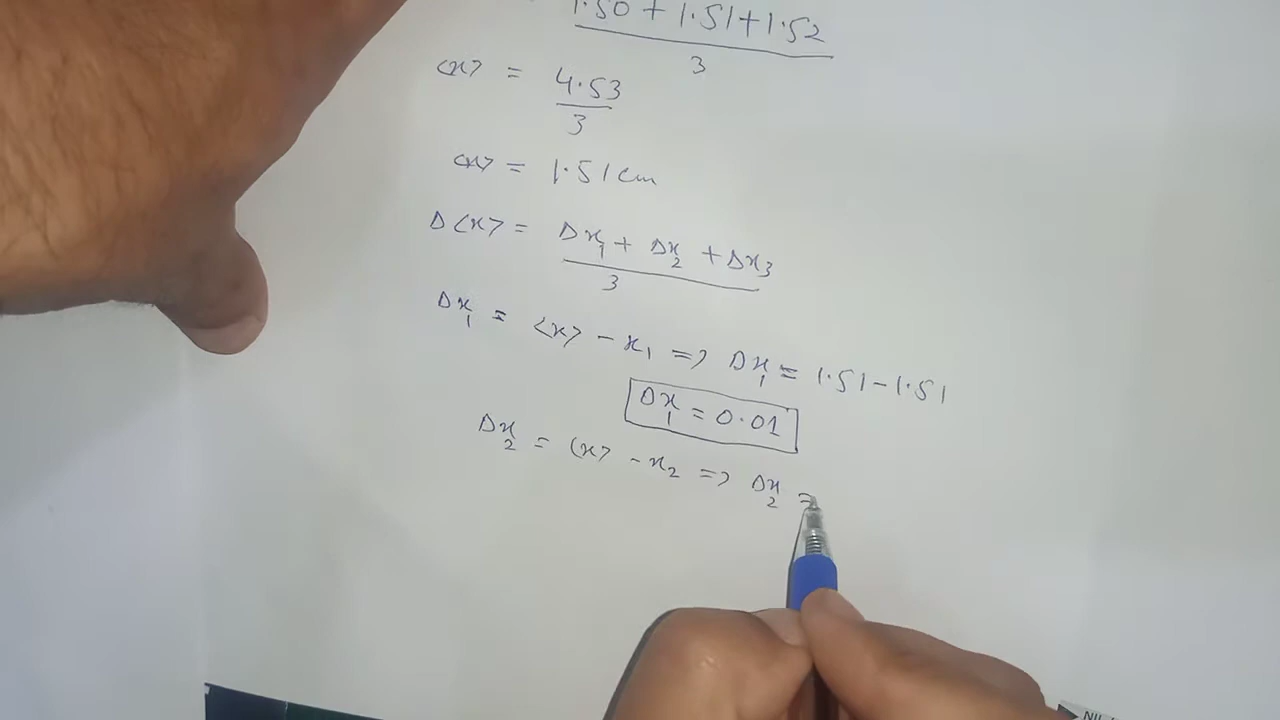 1.50 + 1.51 + 1.52
3
<x> = 4.53
3
<x> = 1.51 cm
Δ<x> = Δx₁ + Δx₂ + Δx₃
3
Δx₁ = <x> - x₁ => Δx₁ = 1.51 - 1.51
Δx₁ = 0.01
Δx₂ = <x> - x₂ => Δx₂ =